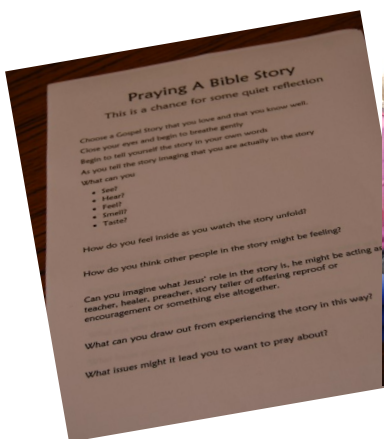 Praying A Bible Story
This is a chance for some quiet reflection
Choose a Gospel Story that you love and that you know well.
Close your eyes and begin to breathe gently
Begin to tell yourself the story in your own words
As you tell the story imaging that you are actually in the story
What can you
• See?
• Hear?
• Feel?
• Smell?
• Taste?
How do you feel inside as you watch the story unfold?
How do you think other people in the story might be feeling?
Can you imagine what Jesus' role in the story is, he might be acting as
teacher, healer, preacher, story teller of offering reproof or
encouragement or something else altogether.
What can you draw out from experiencing the story in this way?
What issues might it lead you to want to pray about?